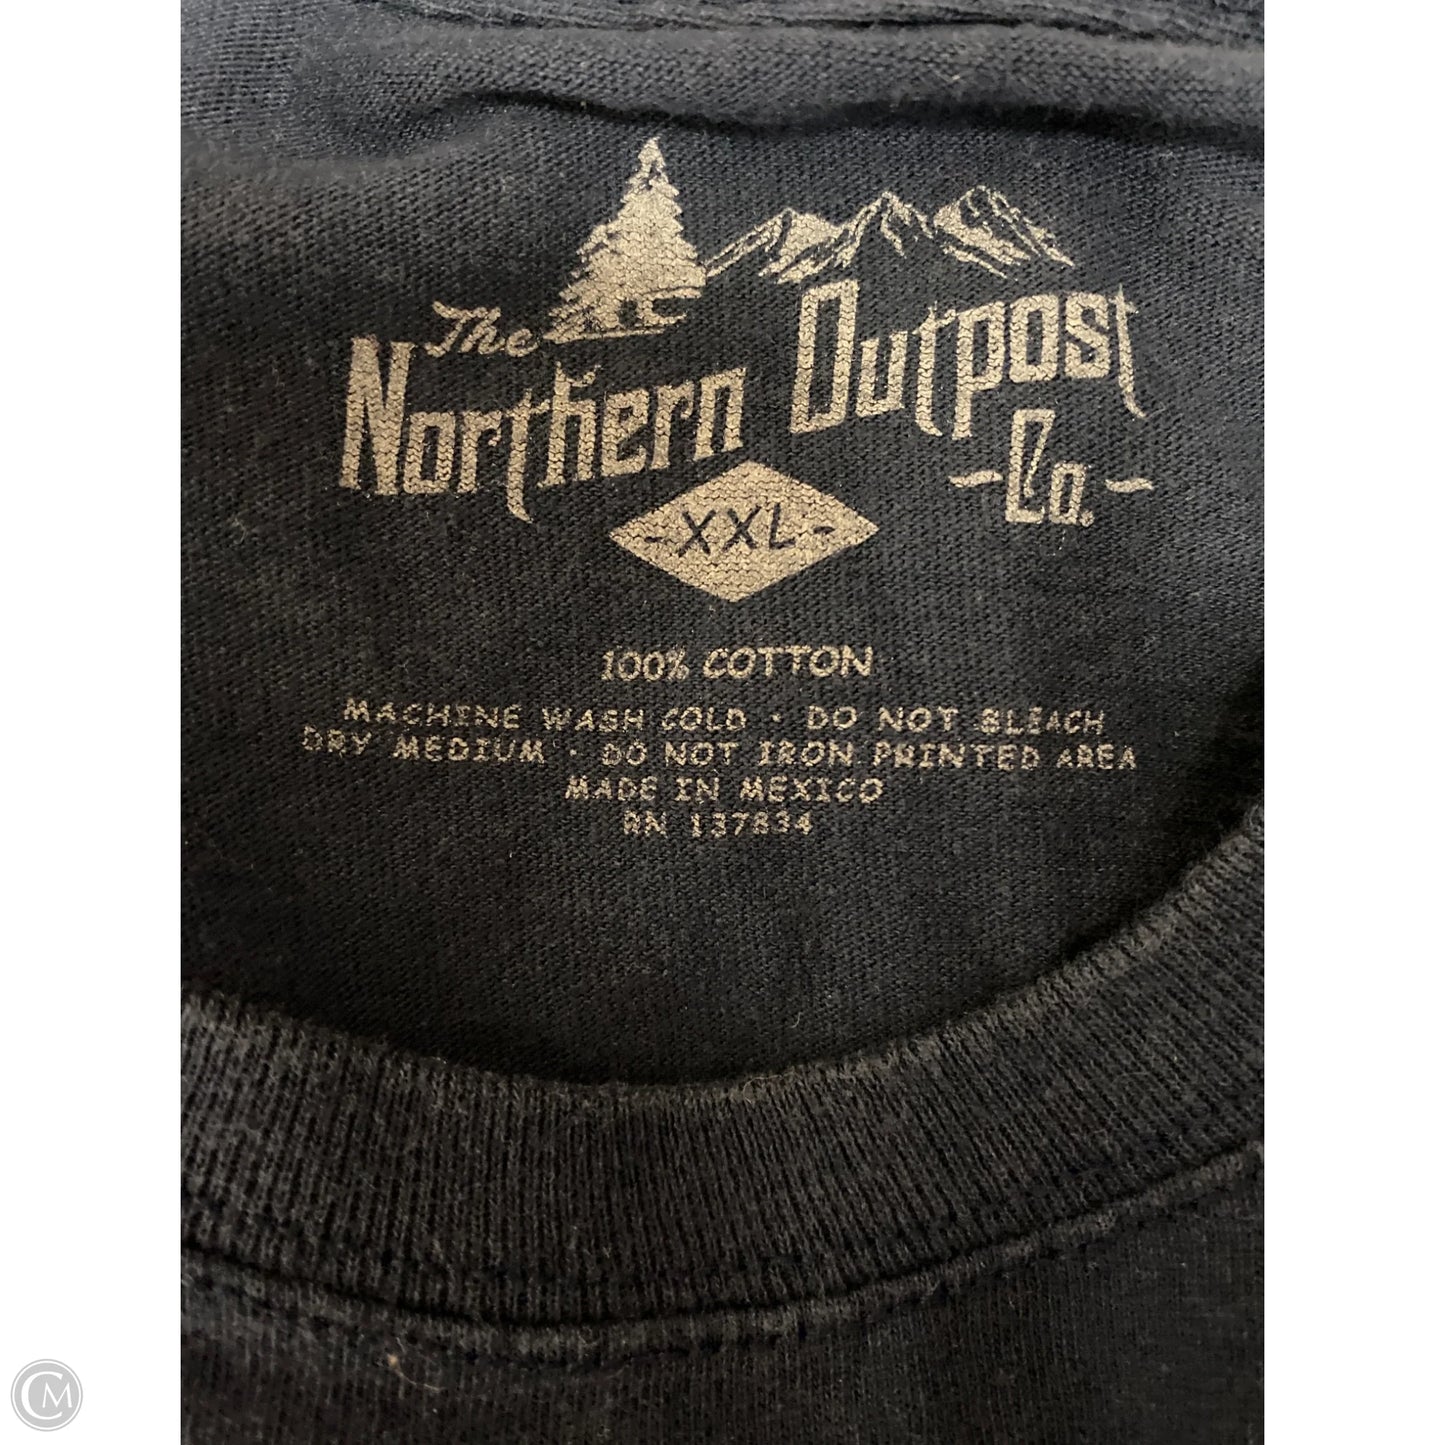 The
Northern Outpost
-Co.-
-XXL-
100% COTTON
MACHINE WASH COLD · DO NOT BLEACH
DRY MEDIUM · DO NOT IRON PRINTED AREA
MADE IN MEXICO
RN 137834
CM